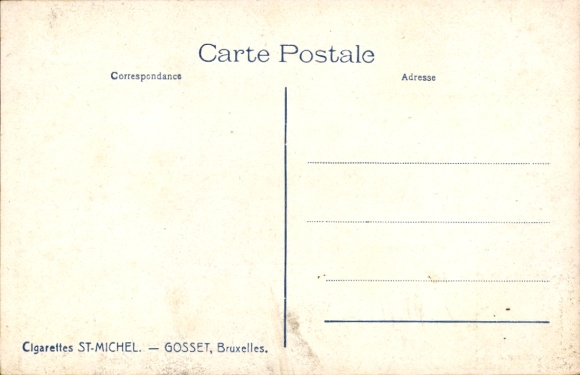 Carte Postale
Correspondance
Adresse
Cigarettes ST-MICHEL. — GOSSET, Bruxelles.